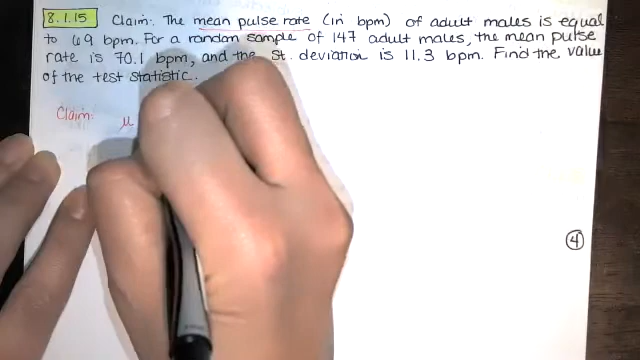 8.1.15 Claim: The mean pulse rate (in bpm) of adult males is equal
to 69 bpm. For a random sample of 147 adult males, the mean pulse
rate is 70.1 bpm, and the St. deviation is 11.3 bpm. Find the value
of the test statistic.
Claim: μ
4